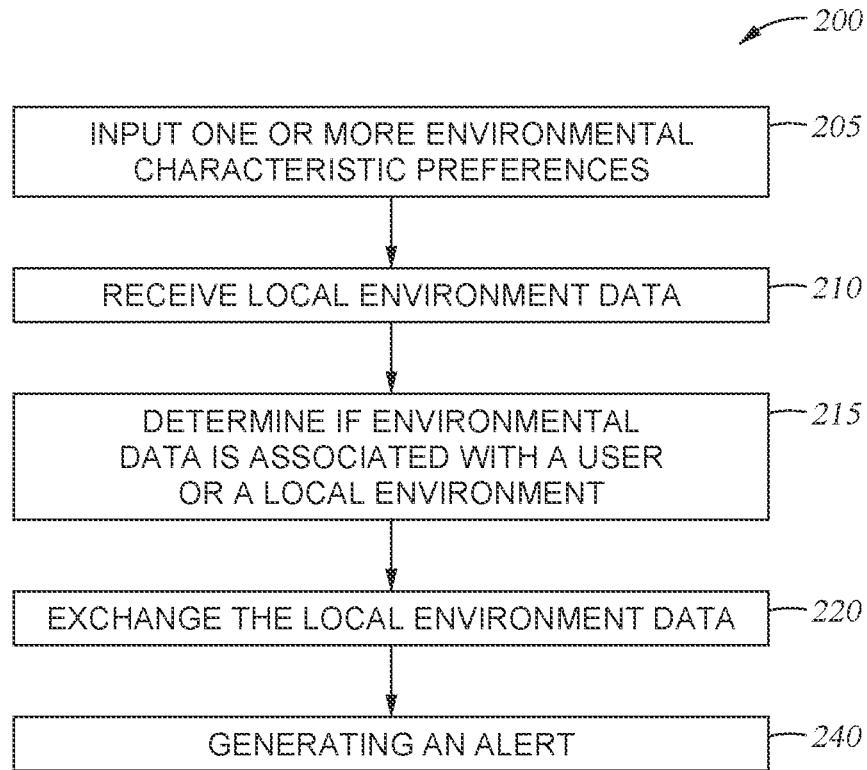 200
INPUT ONE OR MORE ENVIRONMENTAL
CHARACTERISTIC PREFERENCES
205
RECEIVE LOCAL ENVIRONMENT DATA
210
DETERMINE IF ENVIRONMENTAL
DATA IS ASSOCIATED WITH A USER
OR A LOCAL ENVIRONMENT
215
EXCHANGE THE LOCAL ENVIRONMENT DATA
220
GENERATING AN ALERT
240